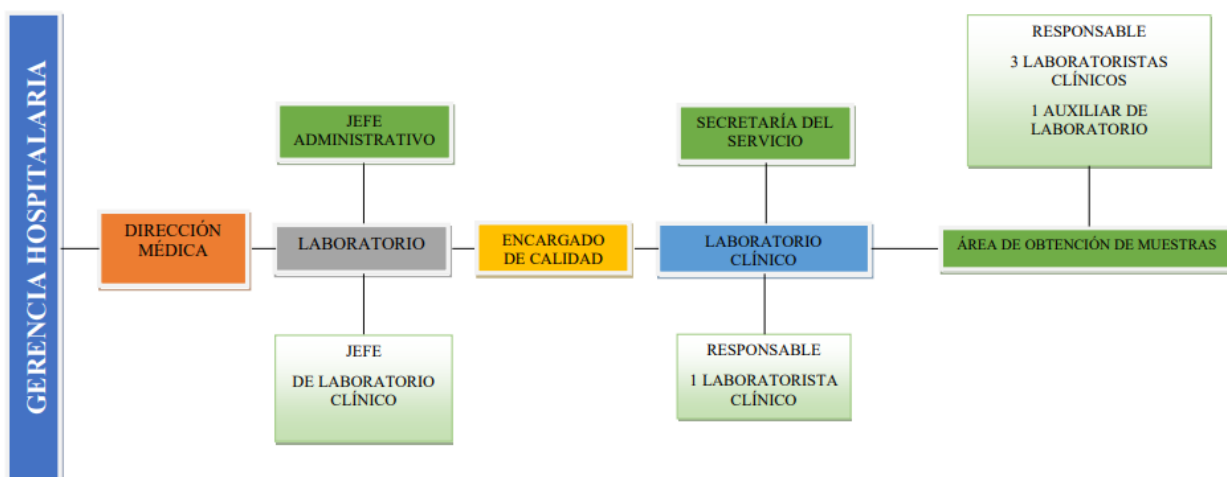 GERENCIA HOSPITALARIA
DIRECCIÓN
MÉDICA
JEFE
ADMINISTRATIVO
LABORATORIO
JEFE
DE LABORATORIO
CLÍNICO
ENCARGADO
DE CALIDAD
SECRETARÍA DEL
SERVICIO
LABORATORIO
CLÍNICO
RESPONSABLE
1 LABORATORISTA
CLÍNICO
RESPONSABLE
3 LABORATORISTAS
CLÍNICOS
1 AUXILIAR DE
LABORATORIO
ÁREA DE OBTENCIÓN DE MUESTRAS